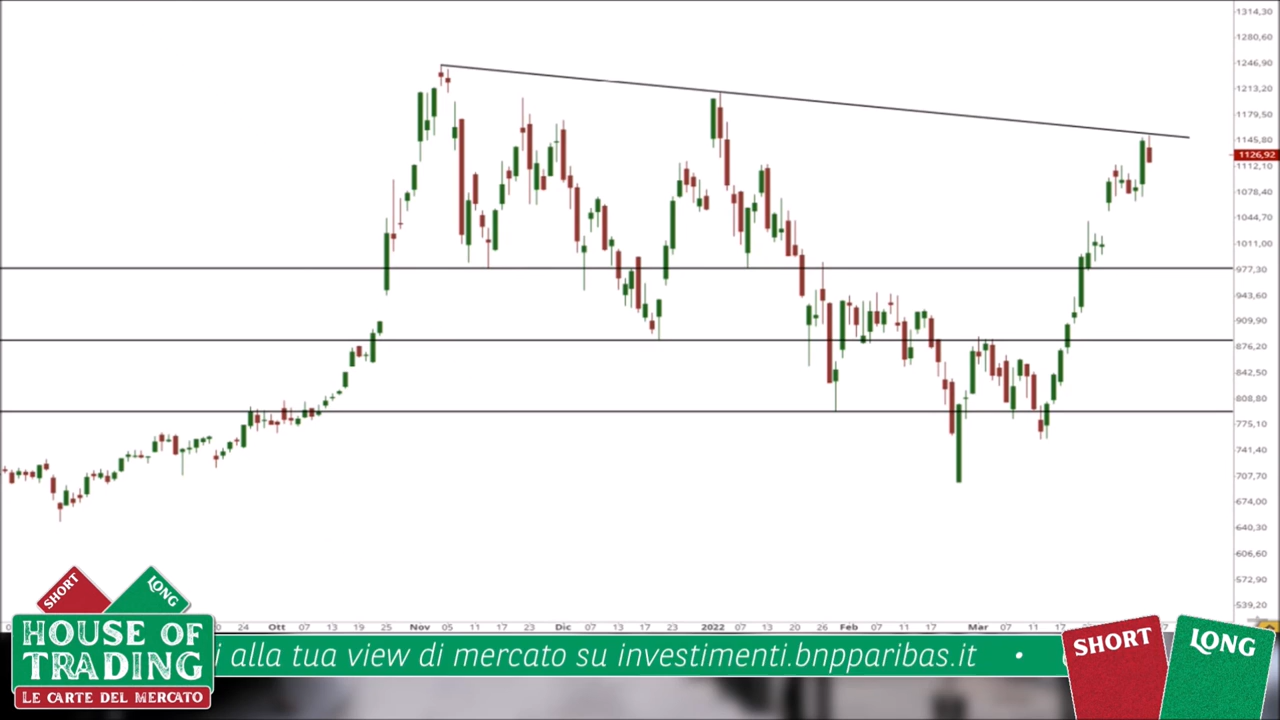 1314,30
1280,60
1246,90
1213,20
1179,50
1145,80
1126,92
1112,10
1078,40
1044,70
1011,00
977,30
943,60
909,90
876,20
842,50
808,80
775,10
741,40
707,70
674,00
640,30
606,60
572,90
539,20
24 Ott 07 13 19 25 Nov 05 11 17 23 Dic 07 13 17 23 2022 07 13 20 26 Feb 07 11 17 Mar 07 11 17
SHORT
LONG
HOUSE OF
TRADING
LE CARTE DEL MERCATO
i alla tua view di mercato su investimenti.bnpparibas.it •
SHORT
LONG